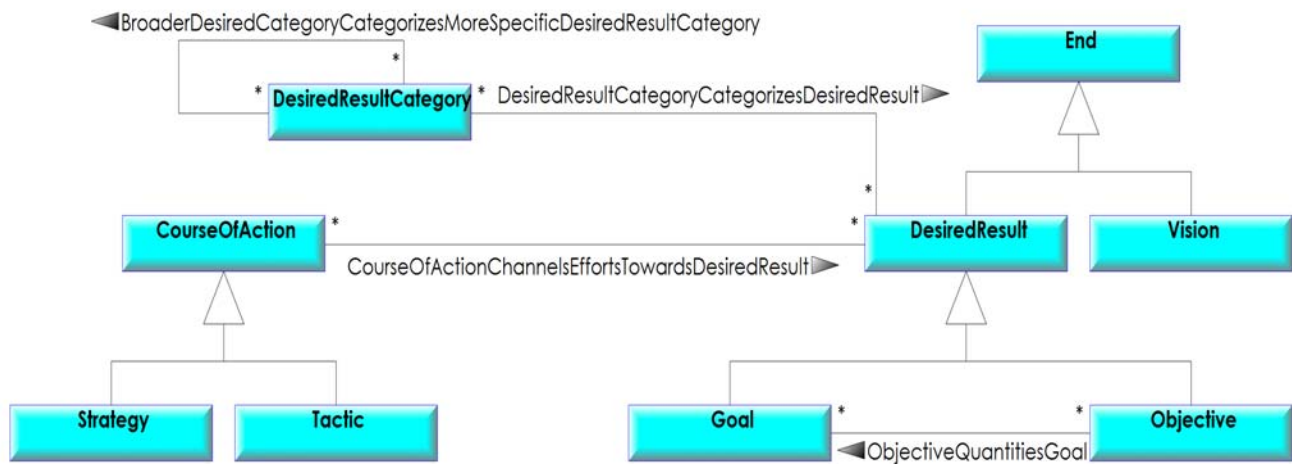 BroaderDesiredCategoryCategorizesMoreSpecificDesiredResultCategory
End
*
*
DesiredResultCategory
*
DesiredResultCategoryCategorizesDesiredResult
*
CourseOfAction
*
*
DesiredResult
Vision
CourseOfActionChannelsEffortsTowardsDesiredResult
Strategy
Tactic
Goal
*
*
Objective
ObjectiveQuantitiesGoal